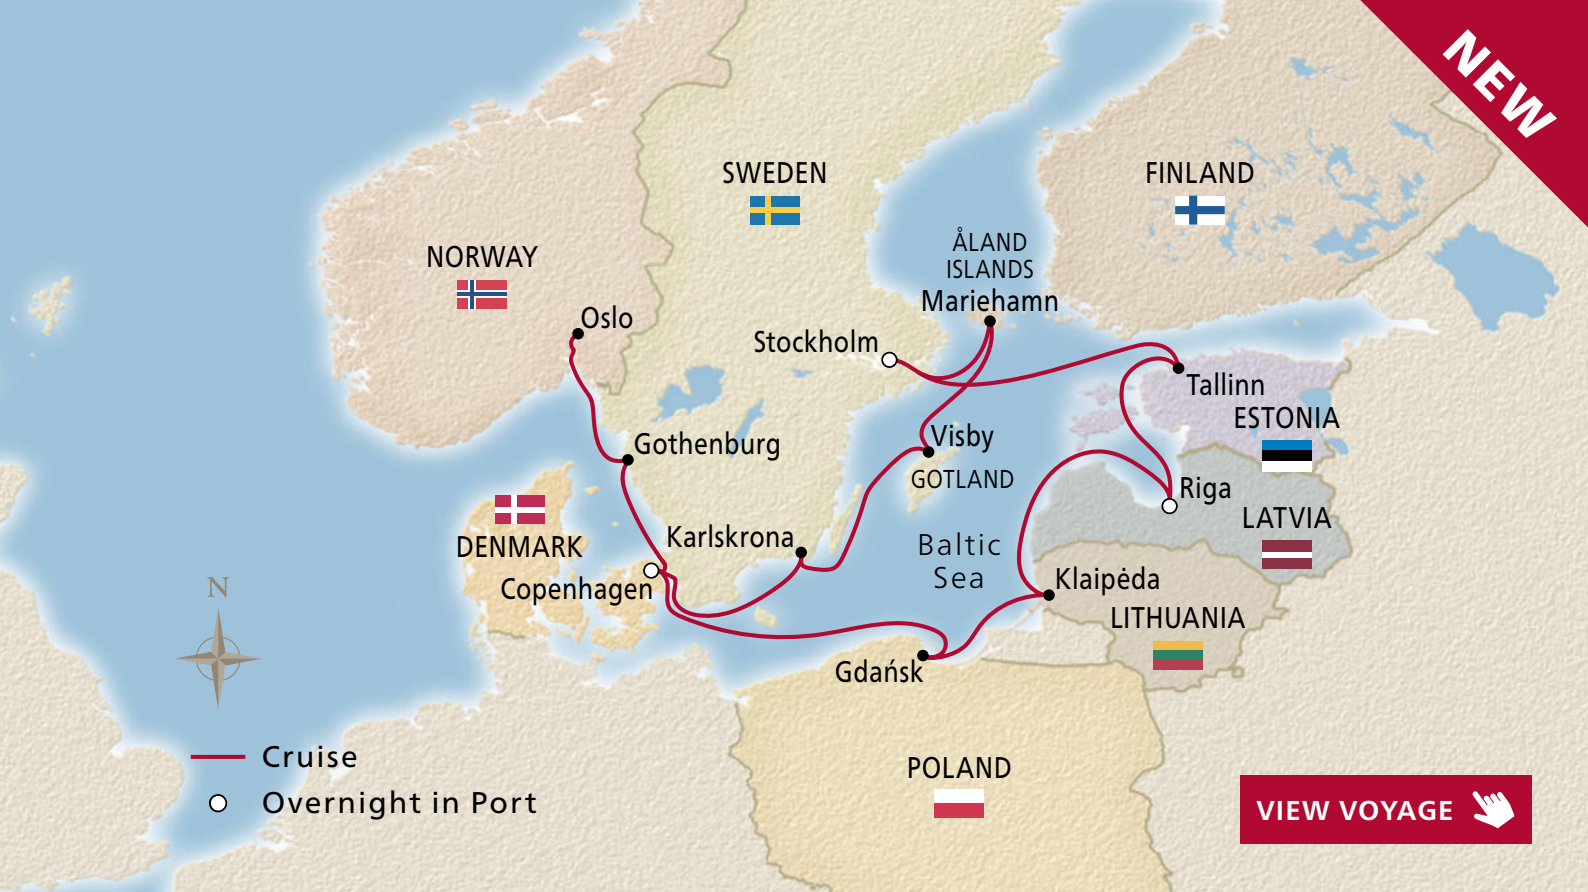 NEW
SWEDEN
FINLAND
ÅLAND
ISLANDS
NORWAY
Mariehamn
Oslo
Stockholm
Tallinn
ESTONIA
Visby
Gothenburg
GOTLAND
Riga
LATVIA
Karlskrona
DENMARK
Baltic
Sea
Copenhagen
Klaipėda
N
LITHUANIA
Gdańsk
Cruise
POLAND
Overnight in Port
VIEW VOYAGE